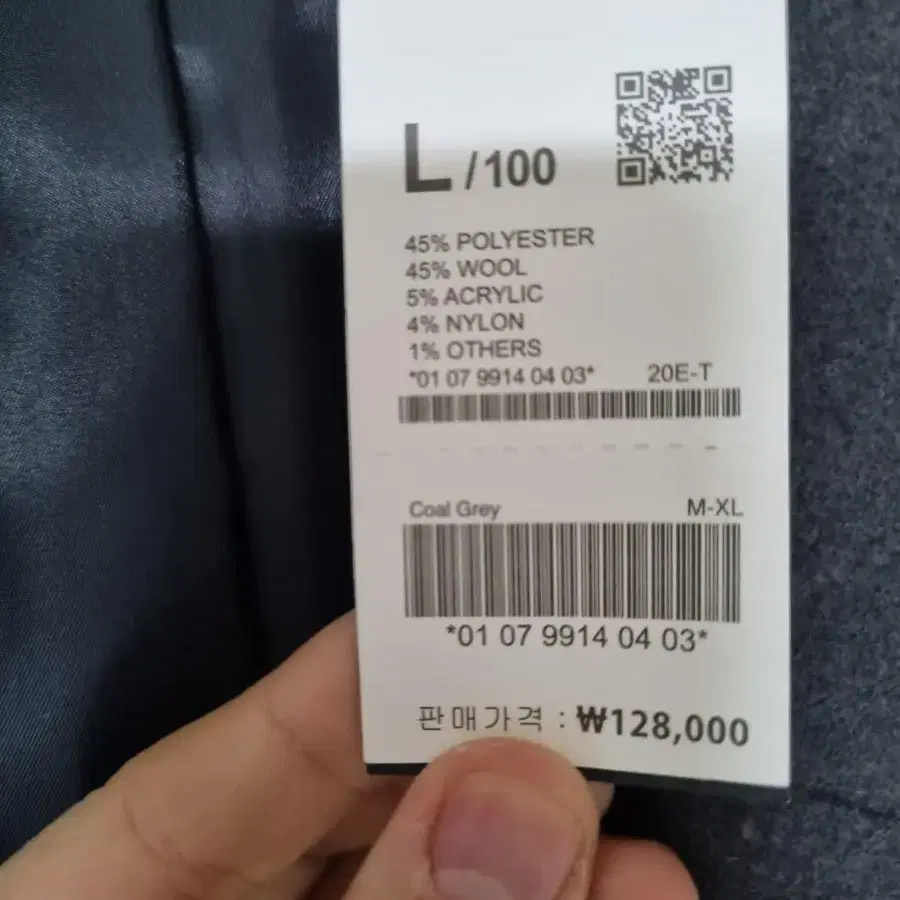 L / 100
45% POLYESTER
45% WOOL
5% ACRYLIC
4% NYLON
1% OTHERS
*01 07 9914 04 03* 20E-T
Coal Grey M-XL
*01 07 9914 04 03*
판매가격 : ₩128,000